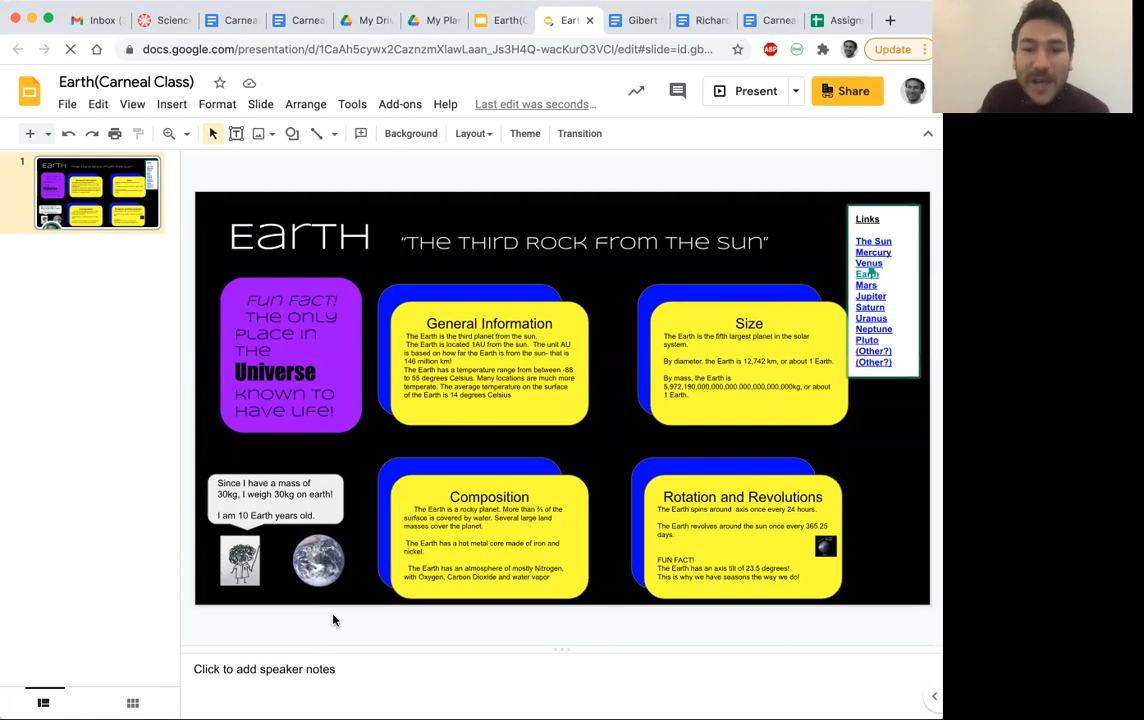 Inbox (
Science
Carnea
Carnea
My Driv
My Plan
Earth(C
Eart
Gibert
Richar
Carnea
Assign
docs.google.com/presentation/d/1CaAh5cywx2CaznzmXlawLaan_Js3H4Q-wacKurO3VCI/edit#slide=id.gb...
ABP
Update
Earth(Carneal Class)
File Edit View Insert Format Slide Arrange Tools Add-ons Help Last edit was seconds...
Present
Share
Background Layout Theme Transition
1
Earth "The Third Rock From the Sun"
Links
The Sun
Mercury
Venus
Earth
Mars
Jupiter
Saturn
Uranus
Neptune
Pluto
(Other?)
(Other?)
Fun Fact!
The only
place in
the
Universe
known to
have life!
General Information
The Earth is the third planet from the sun.
The Earth is located 1AU from the sun. The unit AU
is based on how far the Earth is from the sun- that is
146 million km!
The Earth has a temperature range from between -88
to 55 degrees Celsius. Many locations are much more
temperate. The average temperature on the surface
of the Earth is 14 degrees Celsius
Size
The Earth is the fifth largest planet in the solar
system.
By diameter, the Earth is 12,742 km, or about 1 Earth.
By mass, the Earth is
5,972,190,000,000,000,000,000,000kg, or about
1 Earth.
Since I have a mass of
30kg, I weigh 30kg on earth!
I am 10 Earth years old.
Composition
The Earth is a rocky planet. More than ⅔ of the
surface is covered by water. Several large land
masses cover the planet.
The Earth has a hot metal core made of iron and
nickel.
The Earth has an atmosphere of mostly Nitrogen,
with Oxygen, Carbon Dioxide and water vapor
Rotation and Revolutions
The Earth spins around axis once every 24 hours.
The Earth revolves around the sun once every 365.25
days.
FUN FACT!
The Earth has an axis tilt of 23.5 degrees!
This is why we have seasons the way we do!
Click to add speaker notes